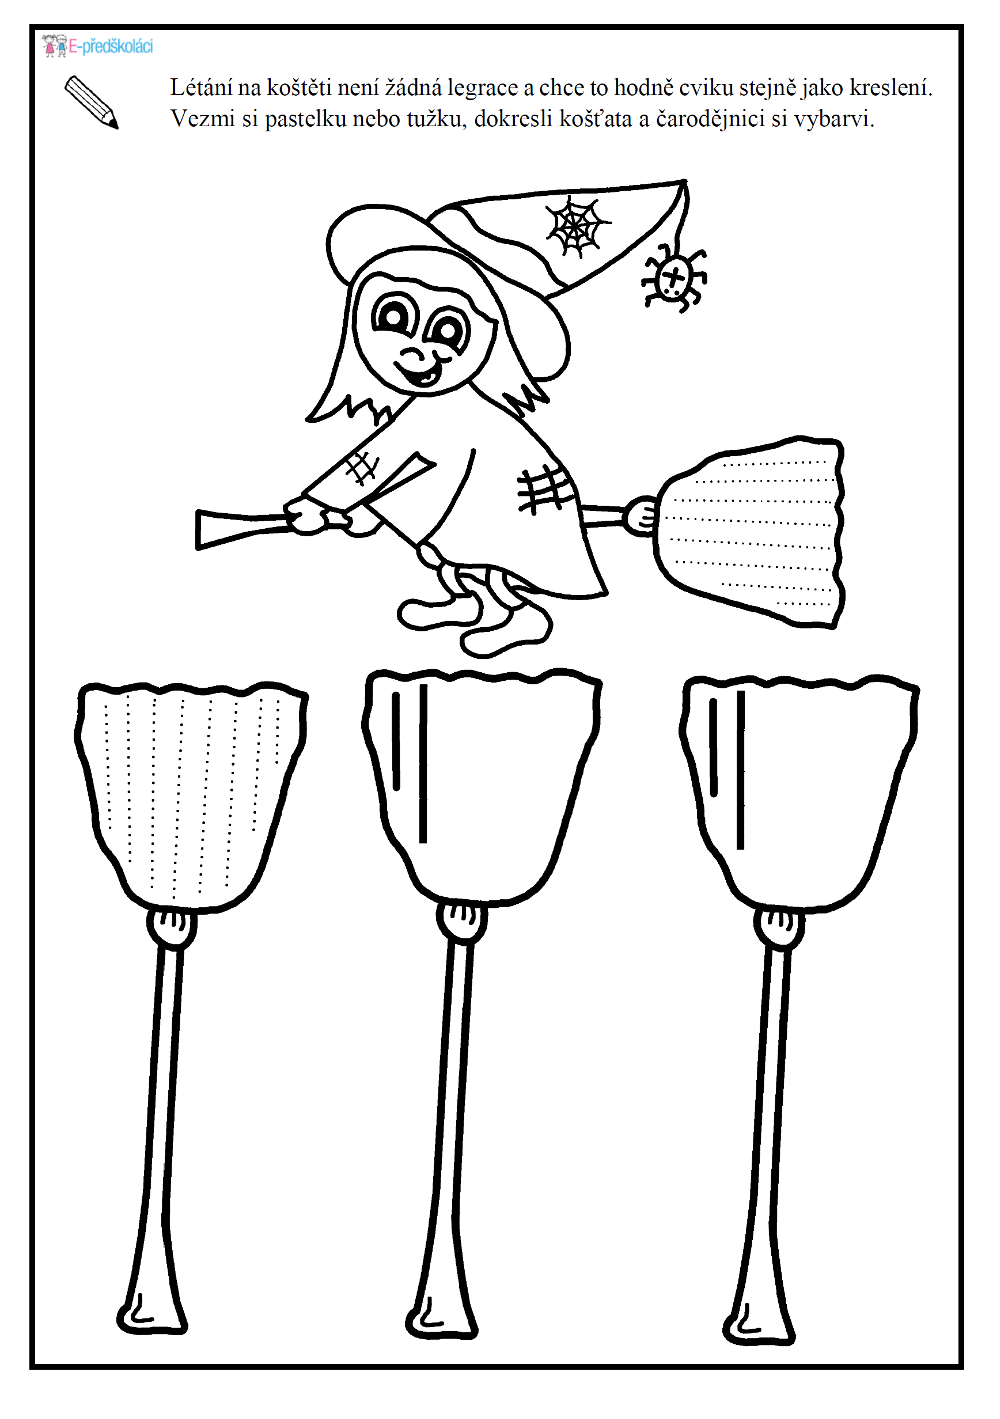 E-předškoláci
Létání na koštěti není žádná legrace a chce to hodně cviku stejně jako kreslení.
Vezmi si pastelku nebo tužku, dokresli košťata a čarodějnici si vybarvi.